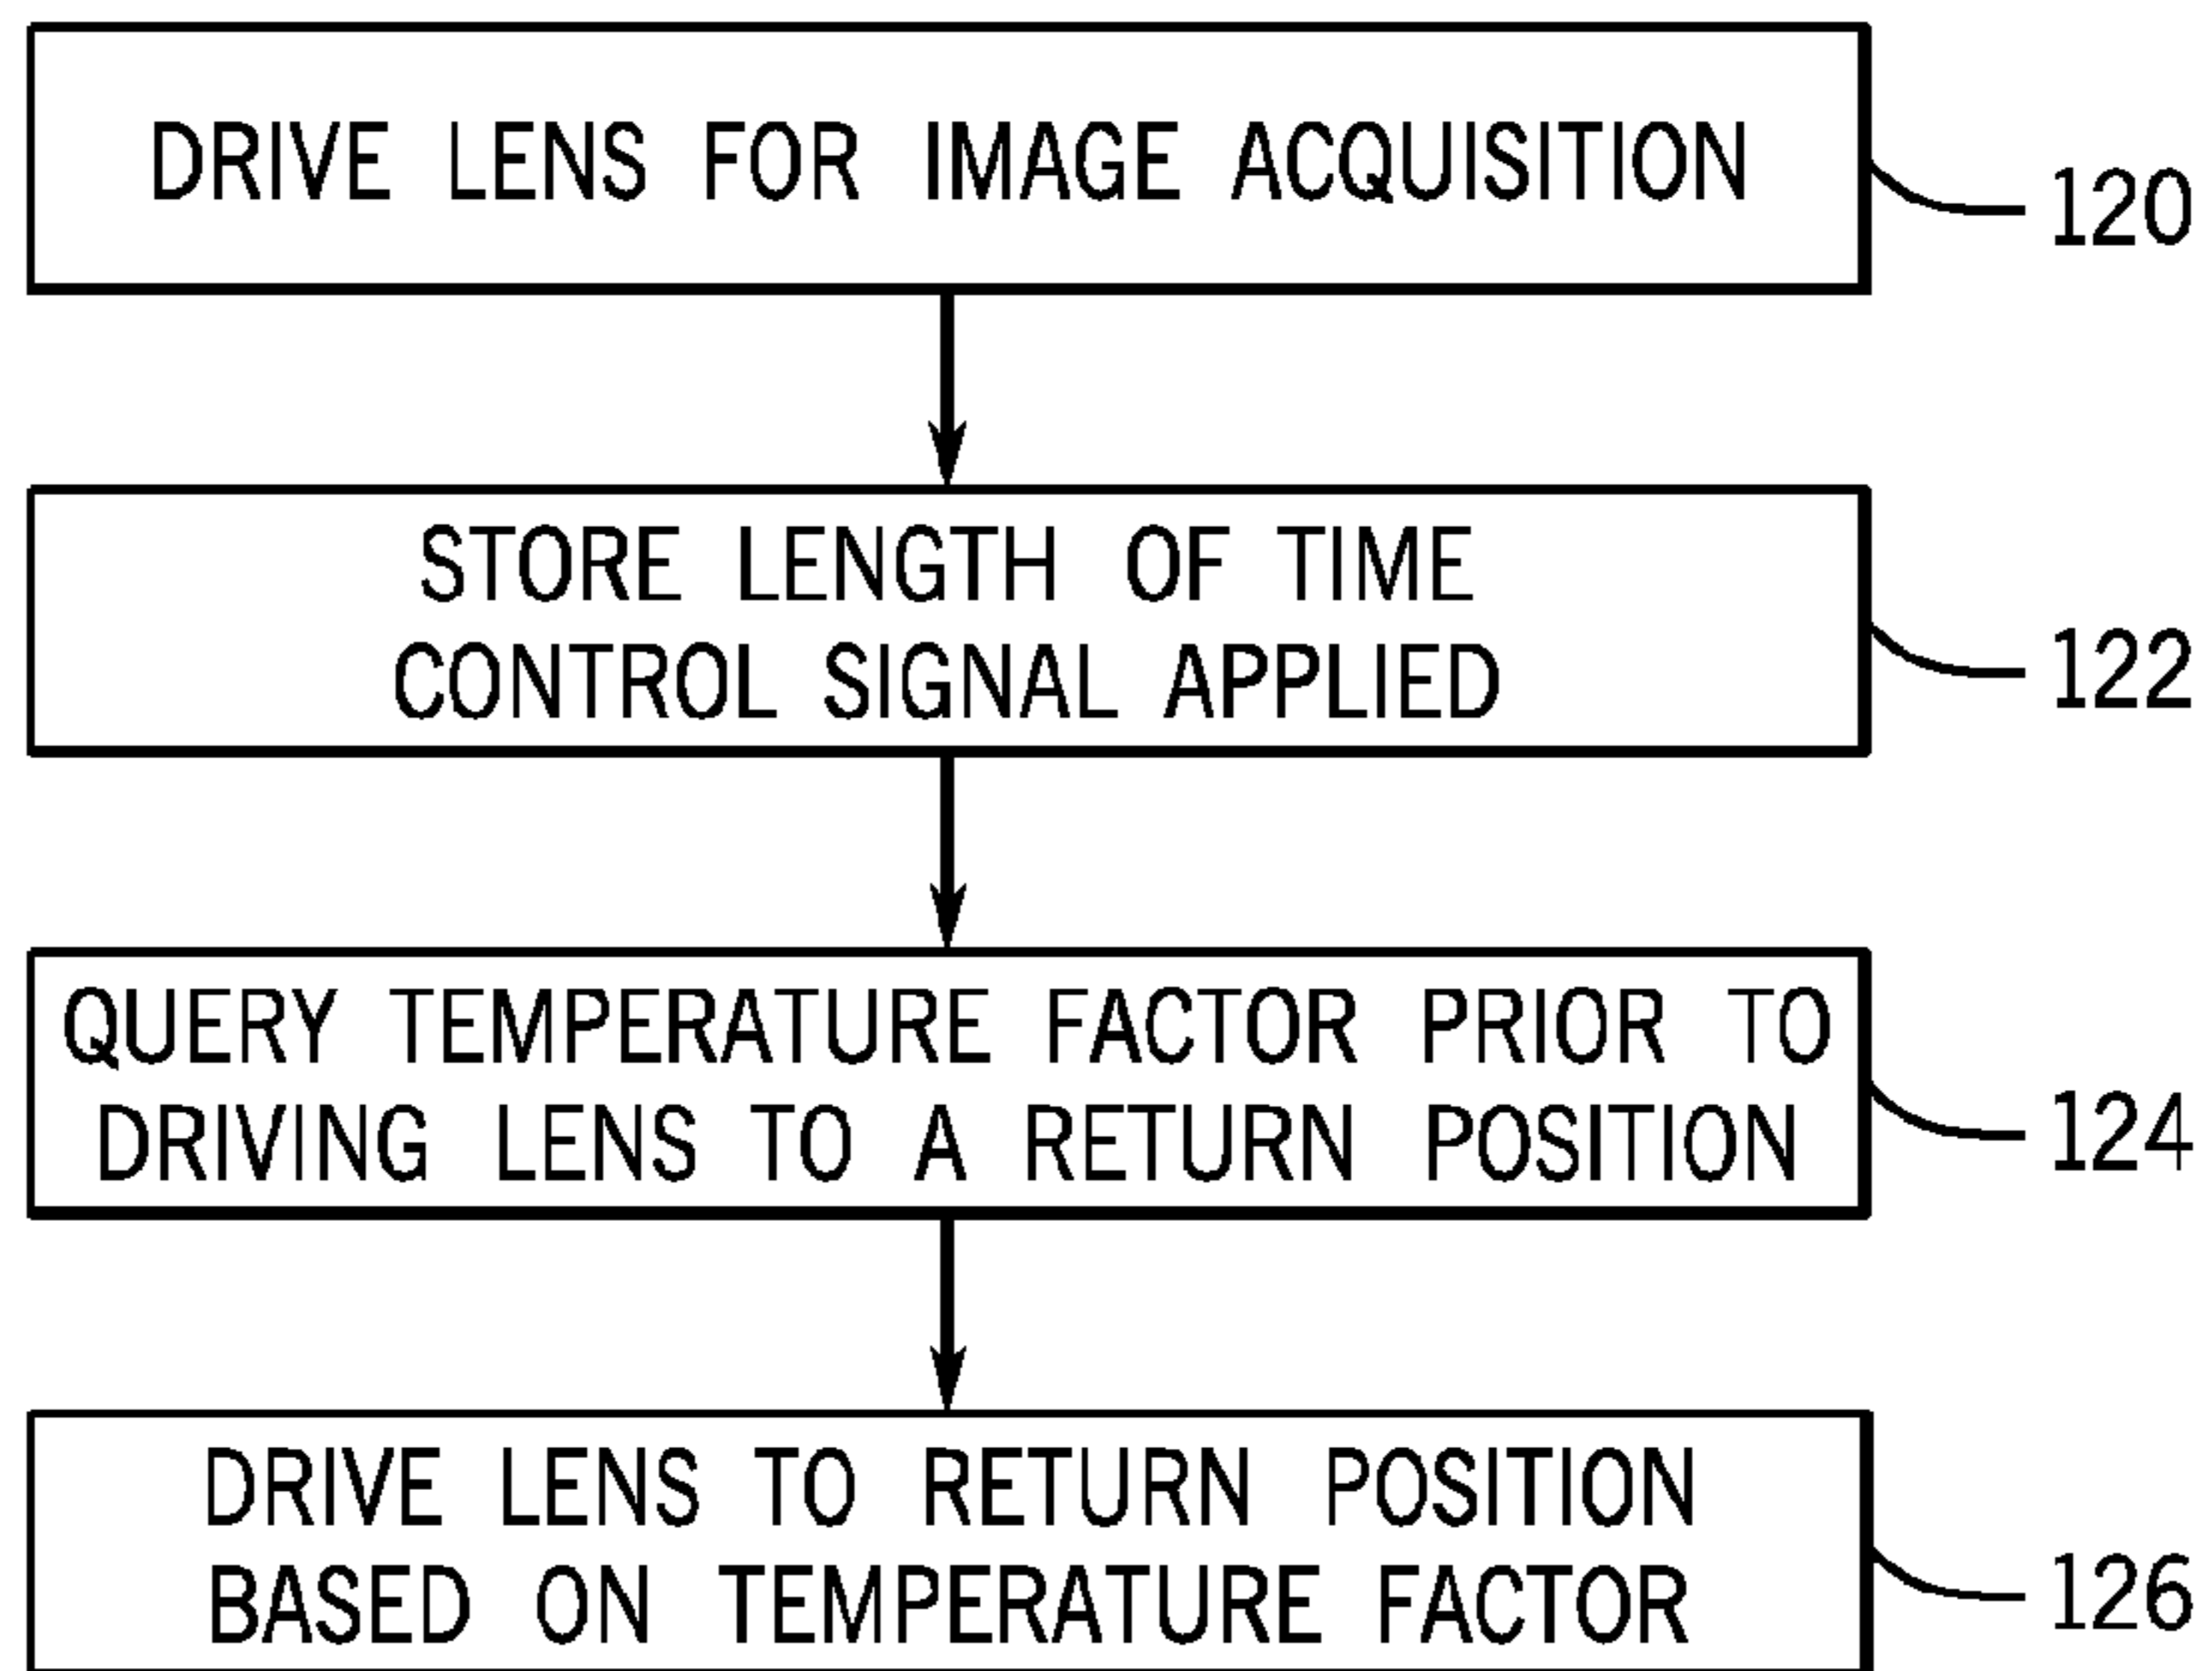 DRIVE LENS FOR IMAGE ACQUISITION
120
STORE LENGTH OF TIME
CONTROL SIGNAL APPLIED
122
QUERY TEMPERATURE FACTOR PRIOR TO
DRIVING LENS TO A RETURN POSITION
124
DRIVE LENS TO RETURN POSITION
BASED ON TEMPERATURE FACTOR
126